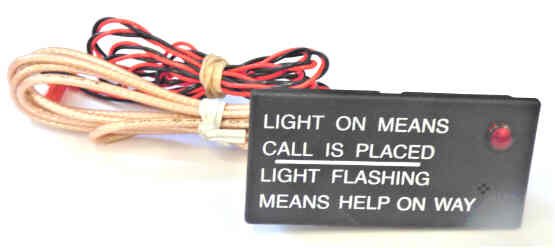 LIGHT ON MEANS
CALL IS PLACED
LIGHT FLASHING
MEANS HELP ON WAY